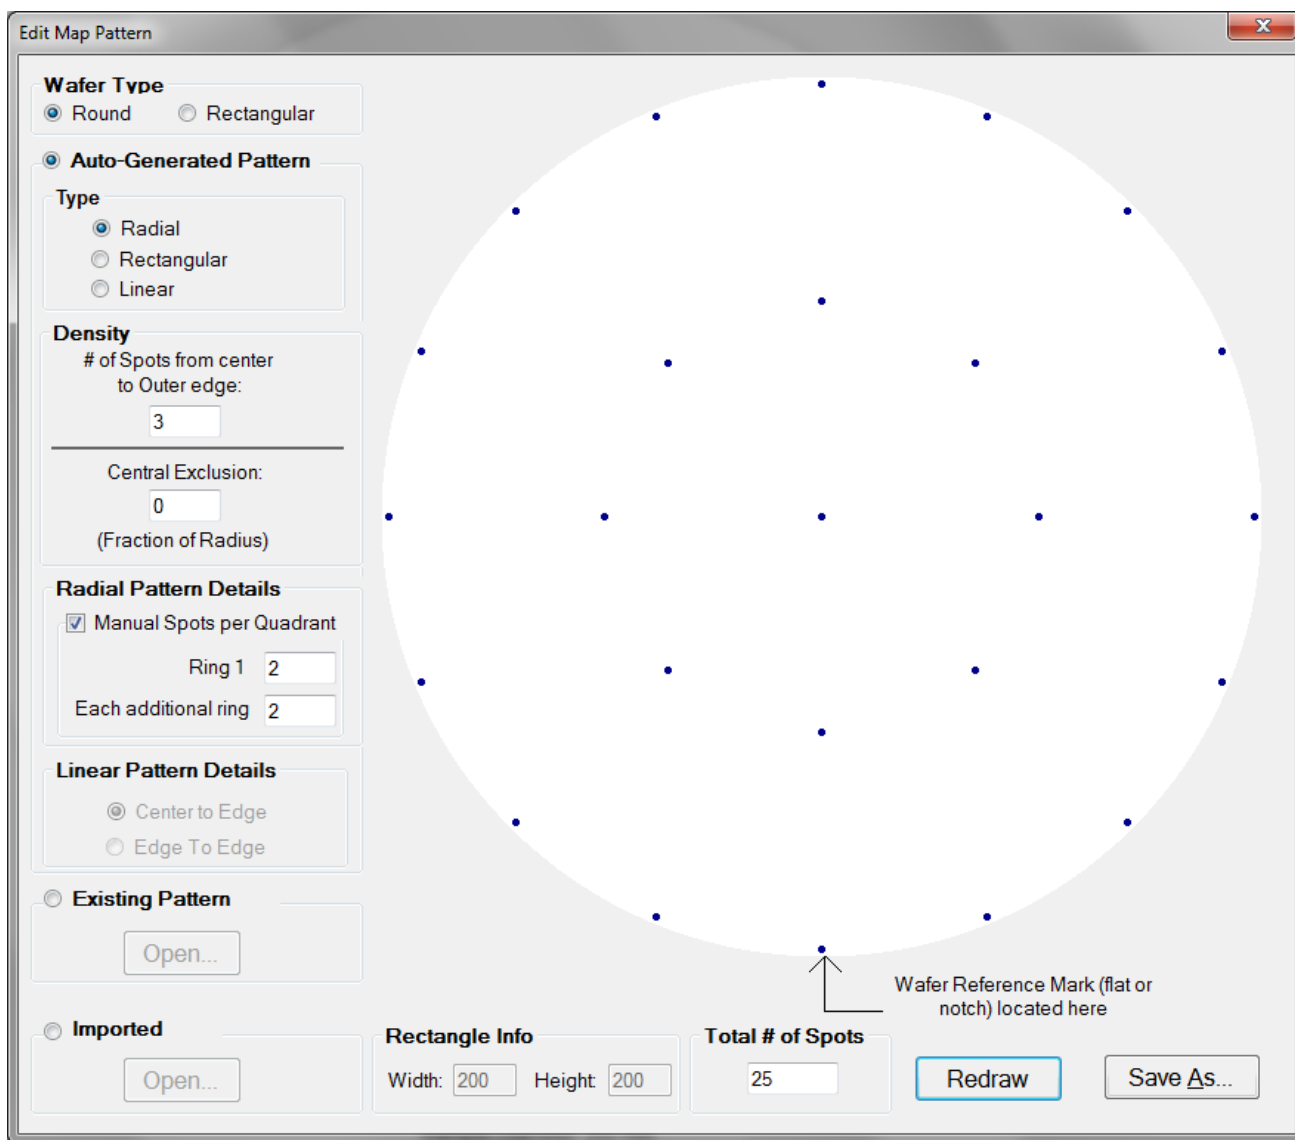 Edit Map Pattern
x
Wafer Type
Round
Rectangular
Auto-Generated Pattern
Type
Radial
Rectangular
Linear
Density
# of Spots from center
to Outer edge:
3
Central Exclusion:
0
(Fraction of Radius)
Radial Pattern Details
Manual Spots per Quadrant
Ring 1
2
Each additional ring
2
Linear Pattern Details
Center to Edge
Edge To Edge
Existing Pattern
Open...
Imported
Open...
Wafer Reference Mark (flat or
notch) located here
Rectangle Info
Width: 200 Height: 200
Total # of Spots
25
Redraw
Save As...